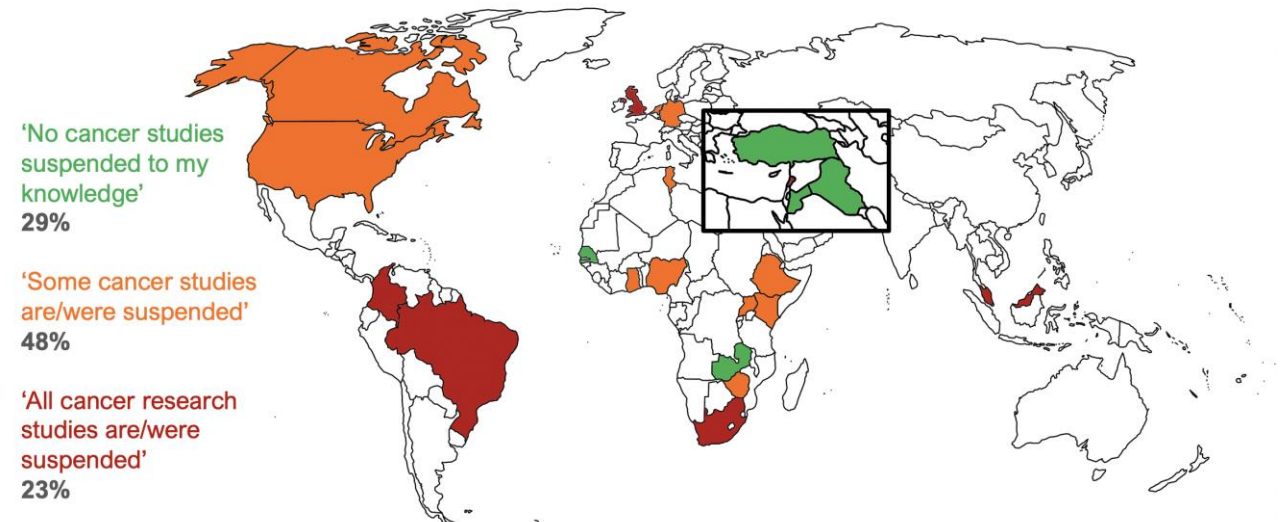 ‘No cancer studies
suspended to my
knowledge’
29%
‘Some cancer studies
are/were suspended’
48%
‘All cancer research
studies are/were
suspended’
23%